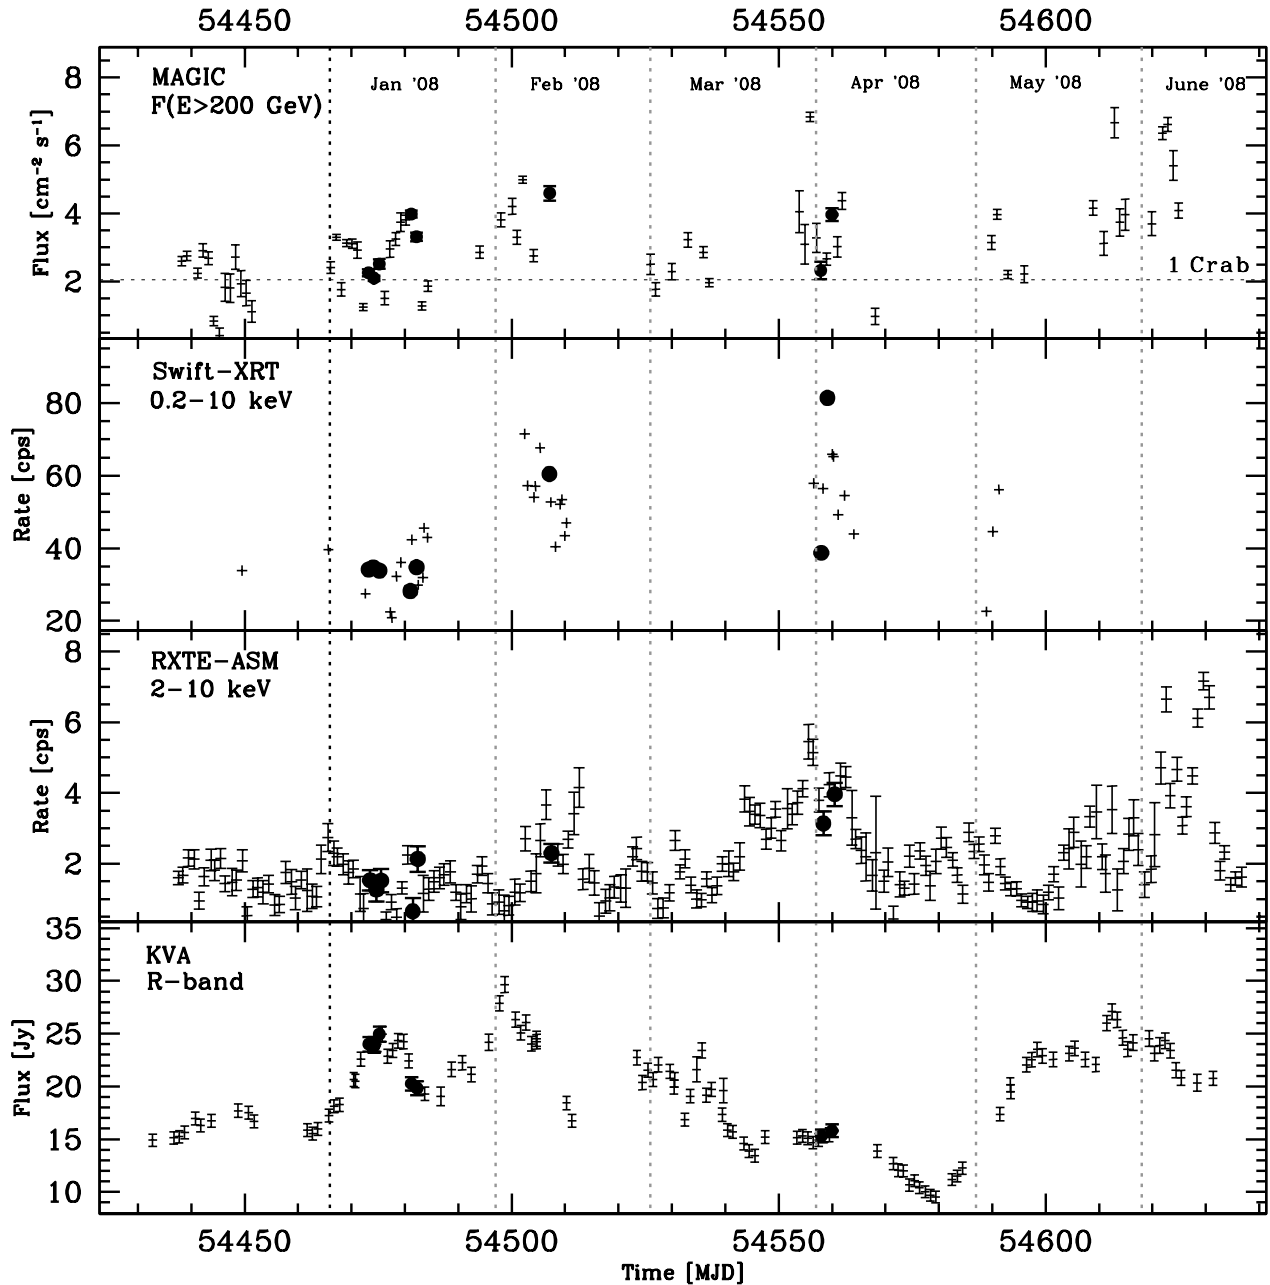 54450 54500 54550 54600
MAGIC
F(E>200 GeV)
Jan '08 Feb '08 Mar '08 Apr '08 May '08 June '08
1 Crab
Flux [cm⁻² s⁻¹]
8
6
4
2
Swift-XRT
0.2-10 keV
Rate [cps]
80
60
40
20
RXTE-ASM
2-10 keV
Rate [cps]
8
6
4
2
KVA
R-band
Flux [Jy]
35
30
25
20
15
10
54450 54500 54550 54600
Time [MJD]